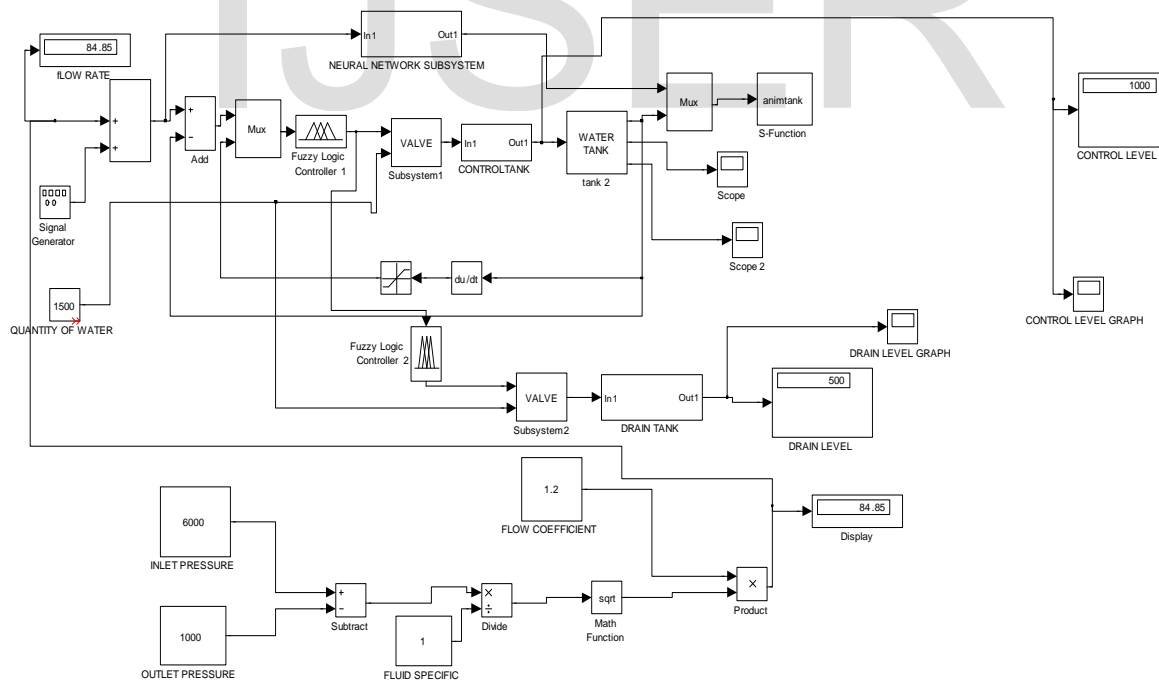 IJSER
84.85
fLOW RATE
+
+
Signal
Generator
1500
QUANTITY OF WATER
In1 Out1
NEURAL NETWORK SUBSYSTEM
+
−
Add
Mux
Fuzzy Logic
Controller 1
VALVE
Subsystem1
In1 Out1
CONTROLTANK
WATER
TANK
tank 2
Mux
animtank
S-Function
Scope
Scope 2
1000
CONTROL LEVEL
CONTROL LEVEL GRAPH
du/dt
Fuzzy Logic
Controller 2
VALVE
Subsystem2
In1 Out1
DRAIN TANK
DRAIN LEVEL GRAPH
500
DRAIN LEVEL
1.2
FLOW COEFFICIENT
84.85
Display
6000
INLET PRESSURE
1000
OUTLET PRESSURE
+
−
Subtract
1
FLUID SPECIFIC
×
÷
Divide
sqrt
Math
Function
×
Product